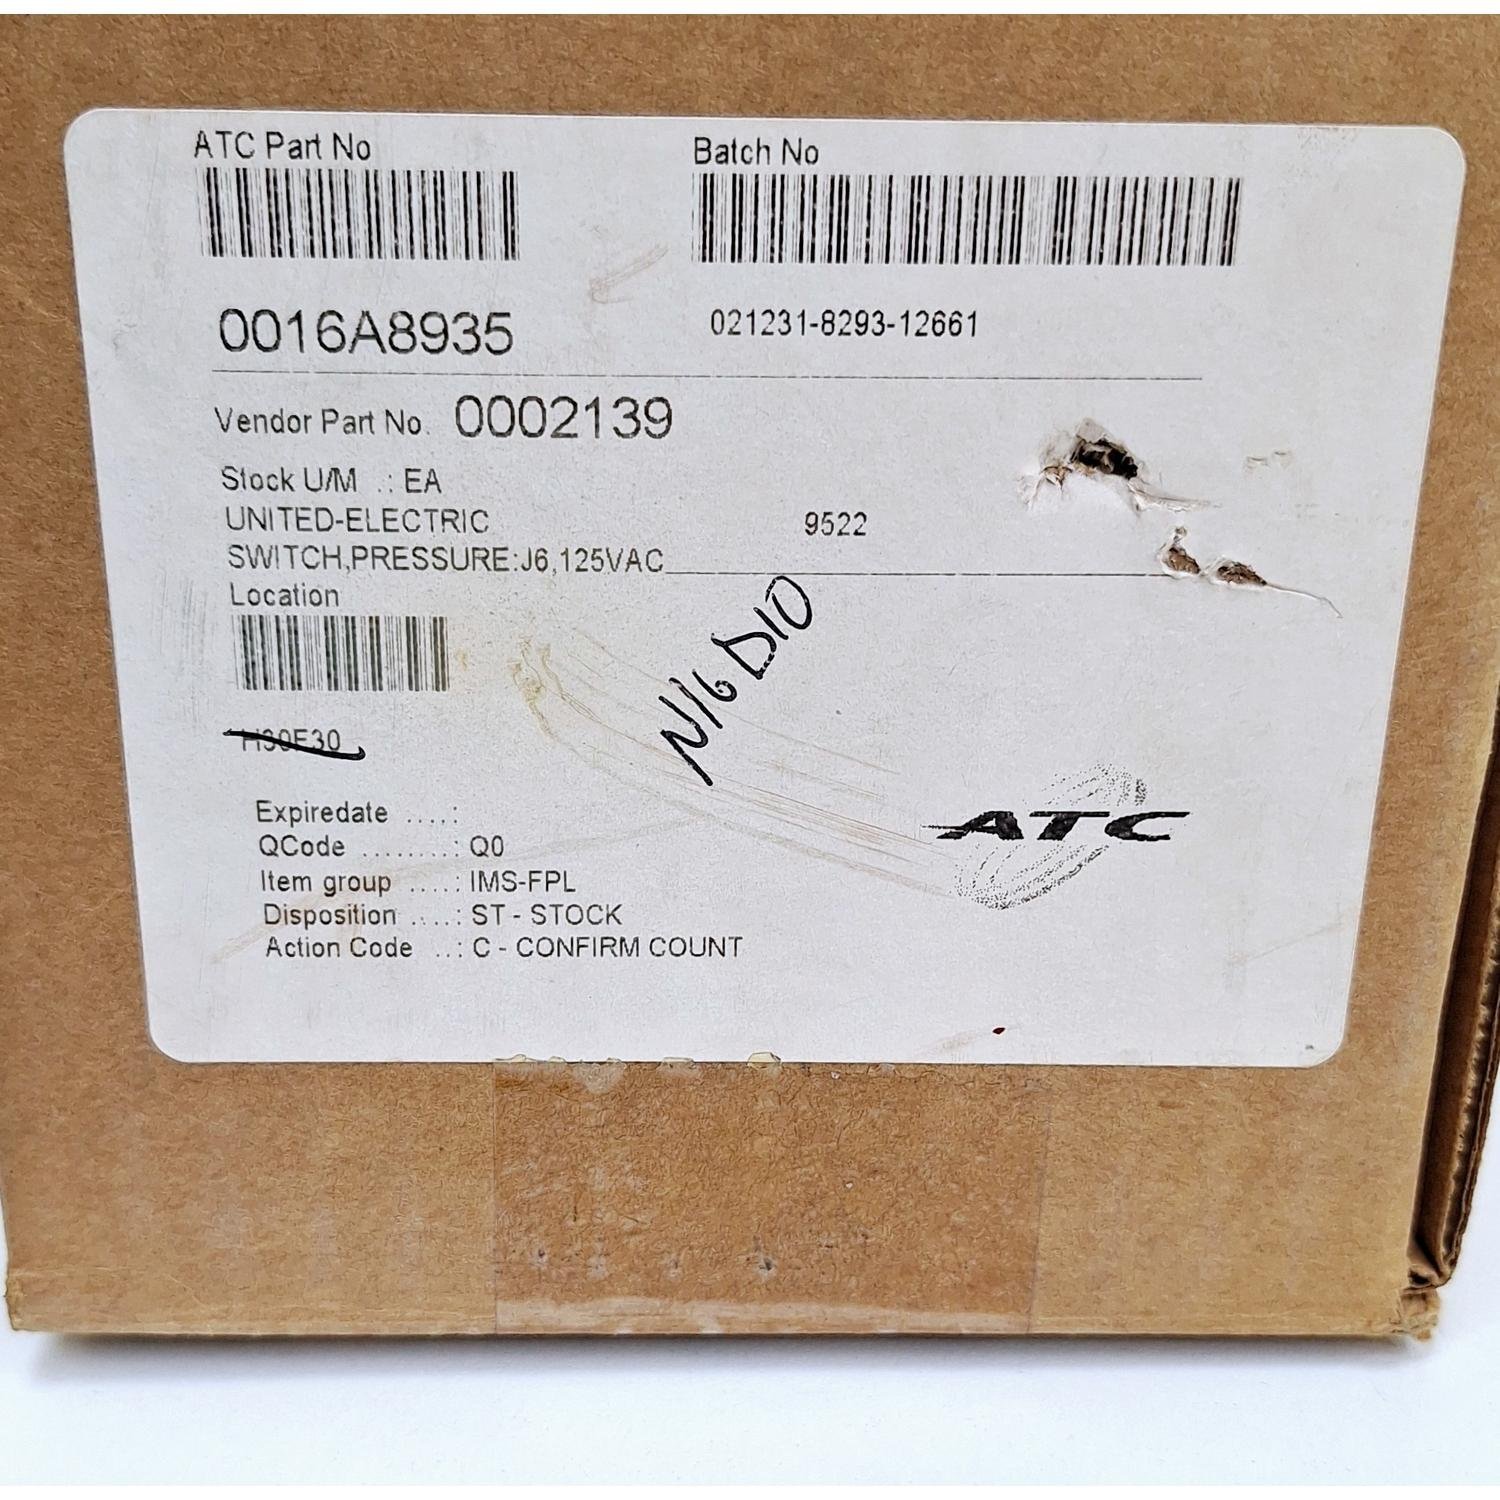 ATC Part No
Batch No
0016A8935
021231-8293-12661
Vendor Part No. 0002139
Stock U/M .: EA
UNITED-ELECTRIC 9522
SWITCH,PRESSURE:J6,125VAC
Location
H30F30
N16D10
Expiredate ....:
QCode ........: Q0
Item group ....: IMS-FPL
Disposition ....: ST - STOCK
Action Code ..: C - CONFIRM COUNT
ATC